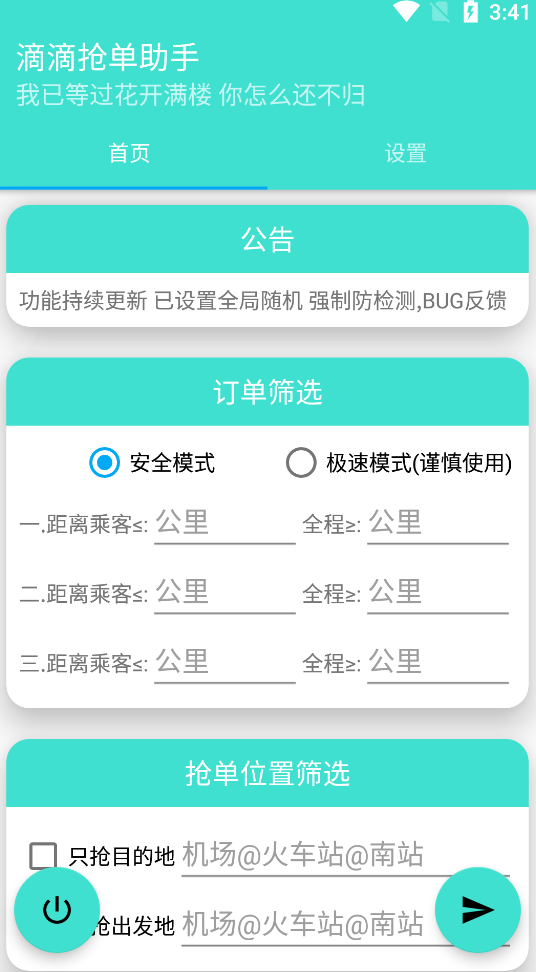 3:41
滴滴抢单助手
我已等过花开满楼 你怎么还不归
首页 设置
公告
功能持续更新 已设置全局随机 强制防检测,BUG反馈
订单筛选
安全模式 极速模式(谨慎使用)
一.距离乘客≤: 公里 全程≥: 公里
二.距离乘客≤: 公里 全程≥: 公里
三.距离乘客≤: 公里 全程≥: 公里
抢单位置筛选
只抢目的地 机场@火车站@南站
抢出发地 机场@火车站@南站